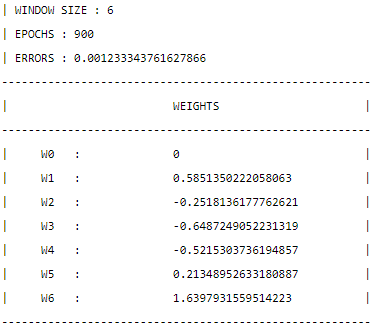 | WINDOW SIZE : 6
| EPOCHS : 900
| ERRORS : 0.001233343761627866
-------------------------------------------------------
| WEIGHTS |
-------------------------------------------------------
| W0 : 0 |
| W1 : 0.5851350222058063 |
| W2 : -0.2518136177762621 |
| W3 : -0.6487249052231319 |
| W4 : -0.5215303736194857 |
| W5 : 0.21348952633180887 |
| W6 : 1.6397931559514223 |
-------------------------------------------------------